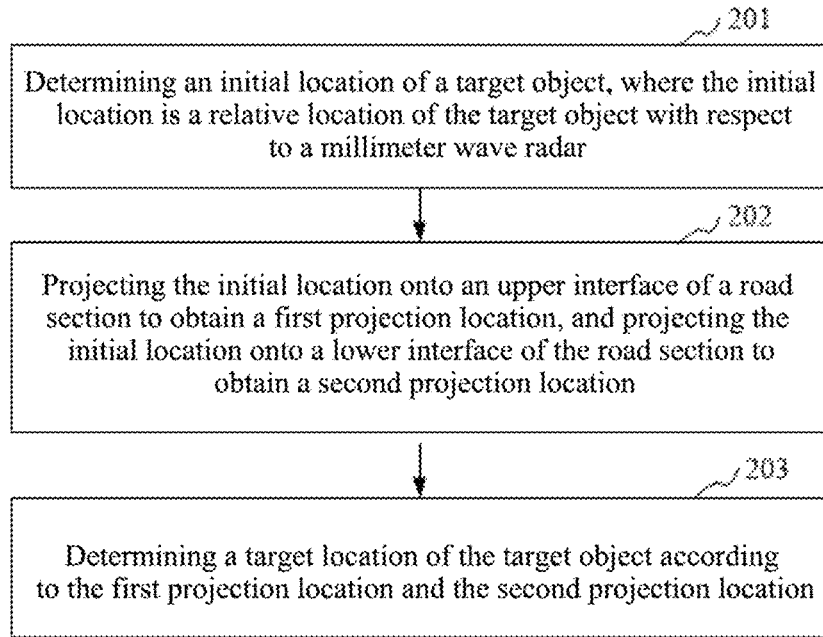 201
Determining an initial location of a target object, where the initial
location is a relative location of the target object with respect
to a millimeter wave radar
202
Projecting the initial location onto an upper interface of a road
section to obtain a first projection location, and projecting the
initial location onto a lower interface of the road section to
obtain a second projection location
203
Determining a target location of the target object according
to the first projection location and the second projection location